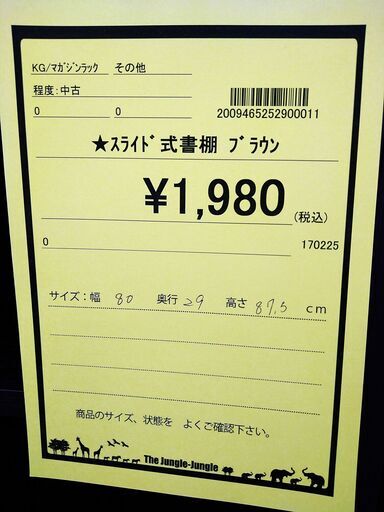 KG/ﾏｶﾞｼﾞﾝﾗｯｸ その他
程度:中古
0 0
2009465252900011
★ｽﾗｲﾄﾞ式書棚 ﾌﾞﾗｳﾝ
¥1,980 (税込)
0 170225
サイズ:幅 80 奥行 29 高さ 87.5 cm
商品のサイズ、状態を よくご確認下さい。
The Jungle-Jungle